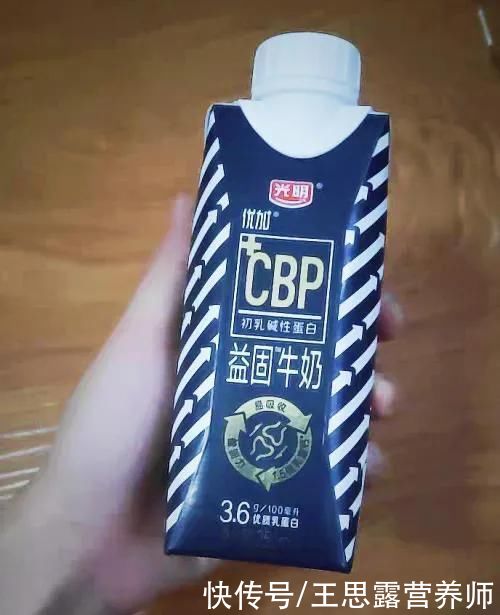 光明
优加
+CBP
初乳碱性蛋白
益固牛奶
易吸收
3.6 g/100毫升
优质乳蛋白
快传号/王思露营养师